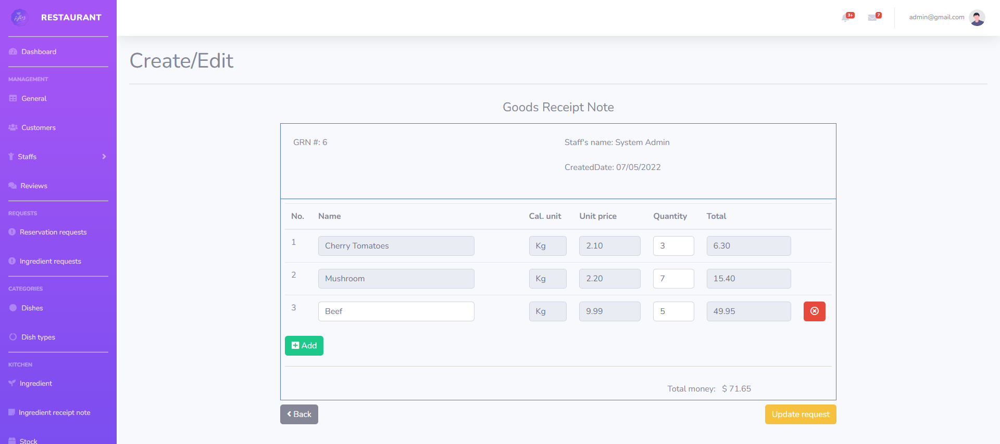 RESTAURANT
3+
7
admin@gmail.com
Dashboard
MANAGEMENT
General
Customers
Staffs
Reviews
REQUESTS
Reservation requests
Ingredient requests
CATEGORIES
Dishes
Dish types
KITCHEN
Ingredient
Ingredient receipt note
Stock
Create/Edit
Goods Receipt Note
GRN #: 6
Staff's name: System Admin
CreatedDate: 07/05/2022
No. Name Cal. unit Unit price Quantity Total
1 Cherry Tomatoes Kg 2.10 3 6.30
2 Mushroom Kg 2.20 7 15.40
3 Beef Kg 9.99 5 49.95
Add
Total money: $ 71.65
Back
Update request